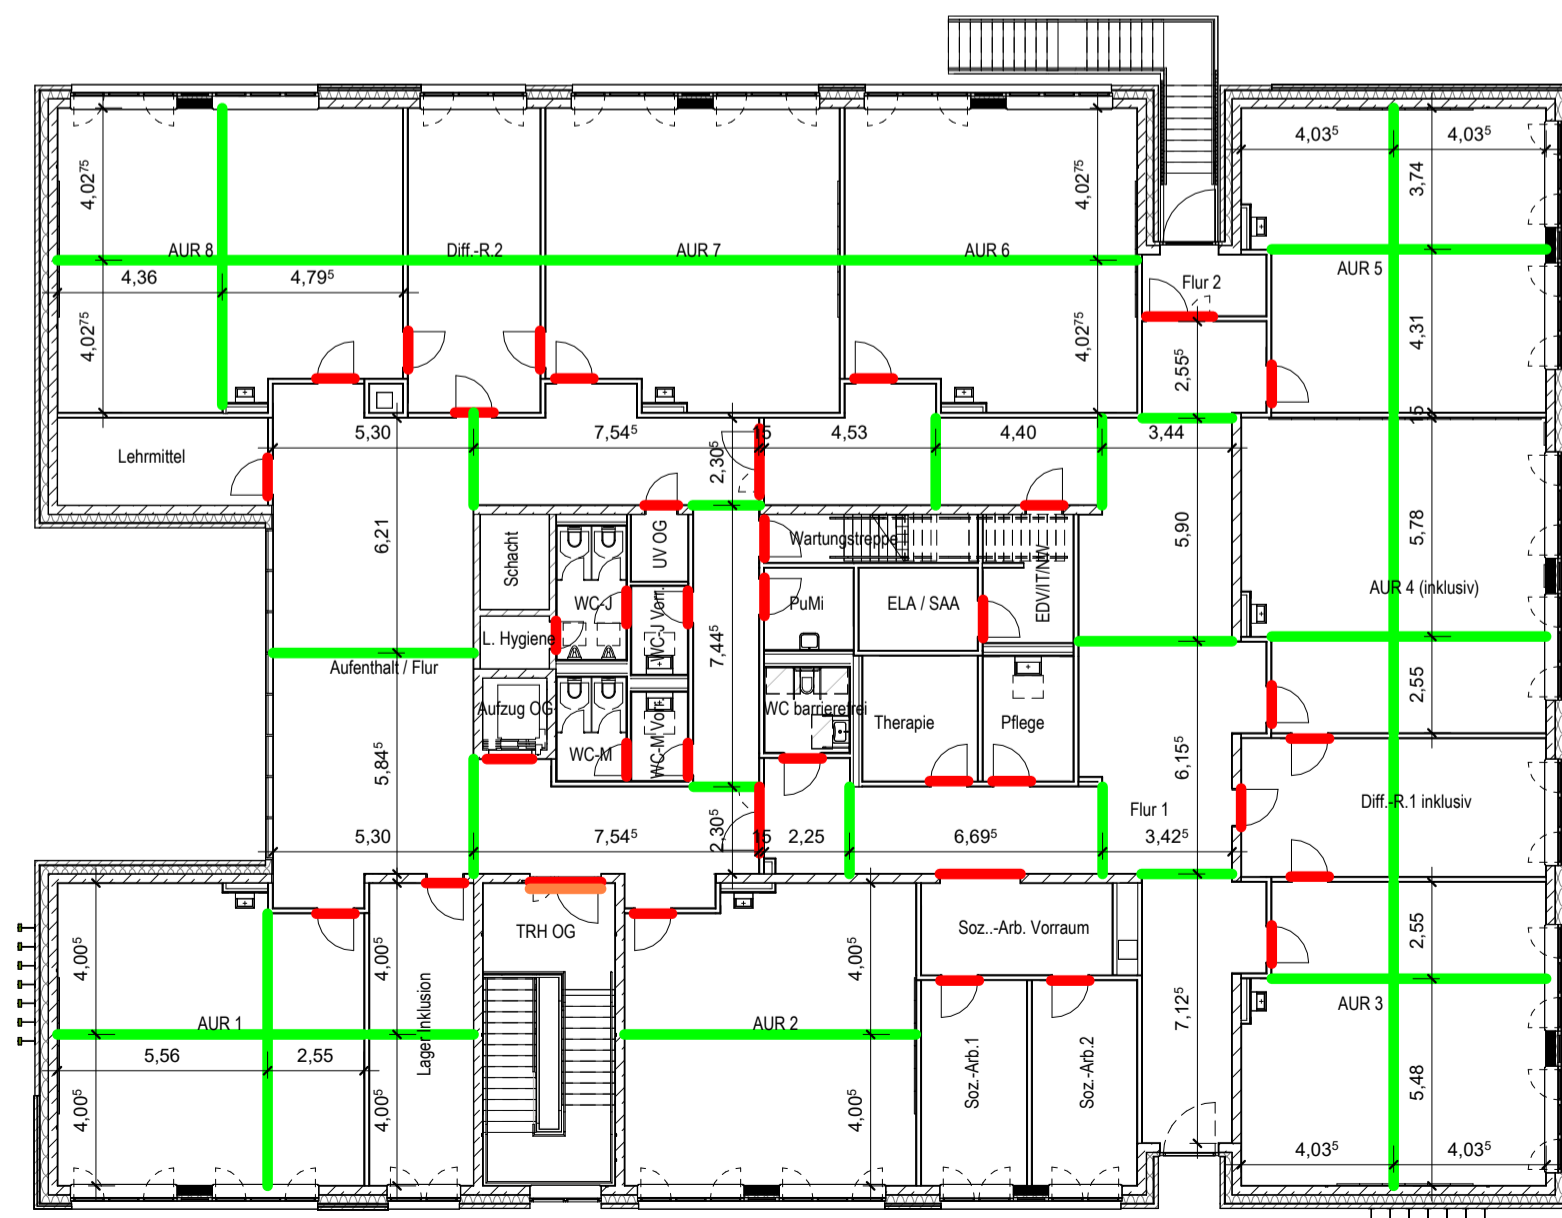 4,03⁵
4,03⁵
4,02⁷⁵
4,02⁷⁵
3,74
AUR 8
Diff.-R.2
AUR 7
AUR 6
AUR 5
4,36
4,79⁵
Flur 2
4,02⁷⁵
4,02⁷⁵
2,55⁵
4,31
15
5,30
7,54⁵
15
4,53
4,40
3,44
Lehrmittel
2,30⁵
6,21
Schacht
UV OG
Wartungstreppe
5,90
5,78
WC-J
WC-J Vorr.
PuMi
ELA / SAA
EDV/IT/NW
AUR 4 (inklusiv)
L. Hygiene
7,44⁵
Aufenthalt / Flur
2,55
Aufzug OG
WC barrierefrei
Therapie
Pflege
WC-M
WC-M Vorr.
5,84⁵
6,15⁵
Flur 1
Diff.-R.1 inklusiv
5,30
7,54⁵
2,30⁵
15
2,25
6,69⁵
3,42⁵
4,00⁵
4,00⁵
TRH OG
4,00⁵
Soz..-Arb. Vorraum
2,55
AUR 1
Lager Inklusion
AUR 2
AUR 3
7,12⁵
5,56
2,55
Soz.-Arb.1
Soz.-Arb.2
5,48
4,00⁵
4,00⁵
4,00⁵
4,03⁵
4,03⁵